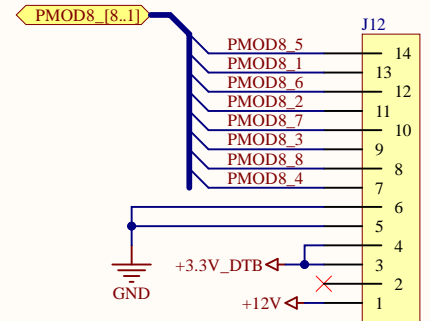 PMOD8_[8..1]
J12
PMOD8_5 14
PMOD8_1 13
PMOD8_6 12
PMOD8_2 11
PMOD8_7 10
PMOD8_3 9
PMOD8_8 8
PMOD8_4 7
6
5
4
+3.3V_DTB 3
GND 2
+12V 1